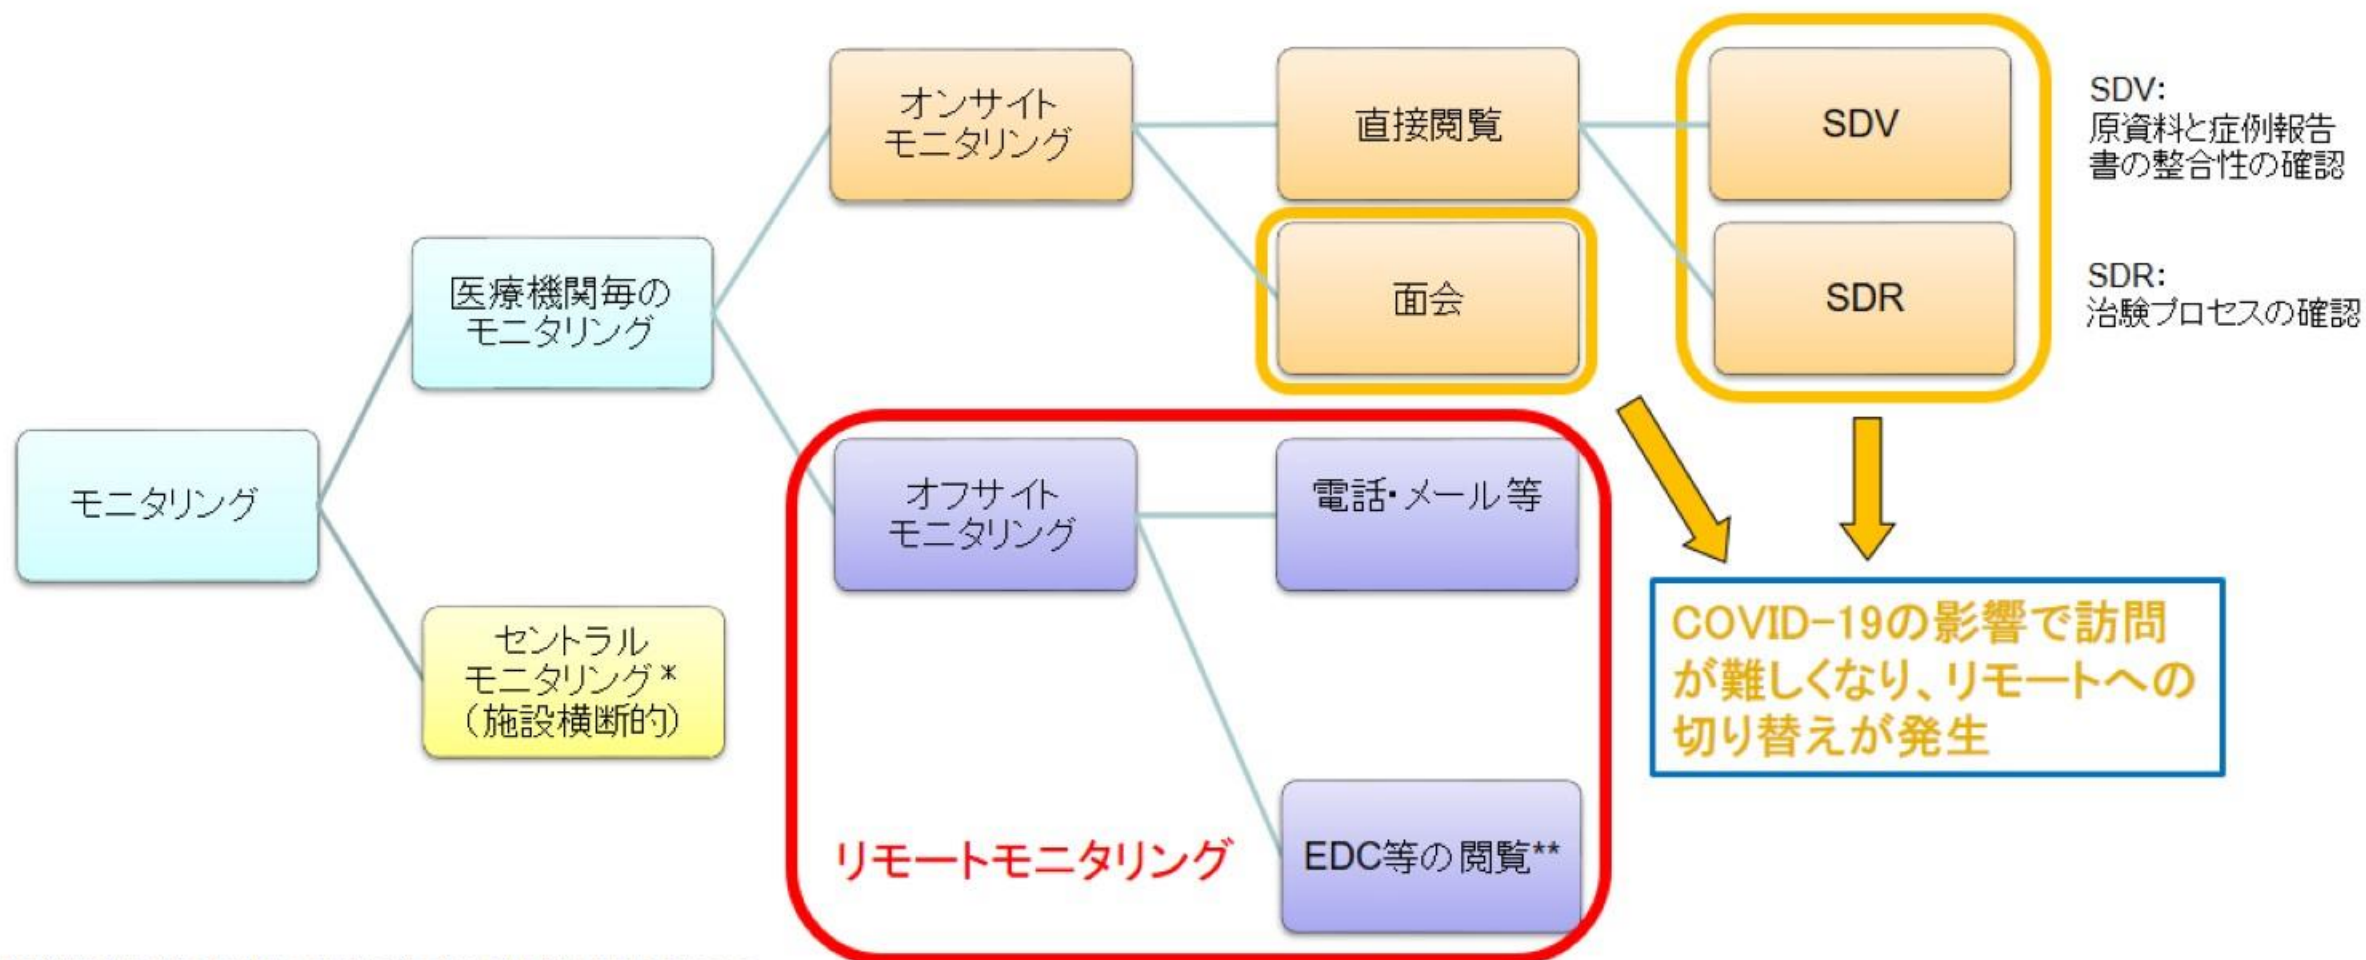 オンサイト
モニタリング
直接閲覧
SDV
SDV:
原資料と症例報告
書の整合性の確認
医療機関毎の
モニタリング
面会
SDR
SDR:
治験プロセスの確認
モニタリング
オフサイト
モニタリング
電話・メール等
セントラル
モニタリング*
（施設横断的）
COVID-19の影響で訪問
が難しくなり、リモートへの
切り替えが発生
リモートモニタリング
EDC等の閲覧**